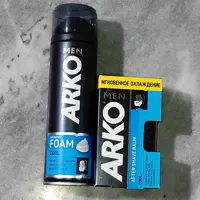 MEN
ARKO
FOAM
МГНОВЕННОЕ ОХЛАЖДЕНИЕ
MEN
ARKO
AFTER SHAVE BALM